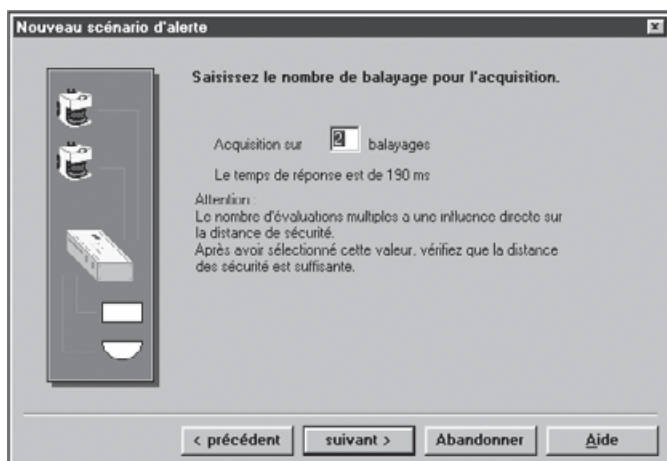 Nouveau scénario d'alerte
Saisissez le nombre de balayage pour l'acquisition.
Acquisition sur 2 balayages
Le temps de réponse est de 190 ms
Attention :
Le nombre d'évaluations multiples a une influence directe sur
la distance de sécurité.
Après avoir sélectionné cette valeur, vérifiez que la distance
des sécurité est suffisante.
< précédent suivant > Abandonner Aide